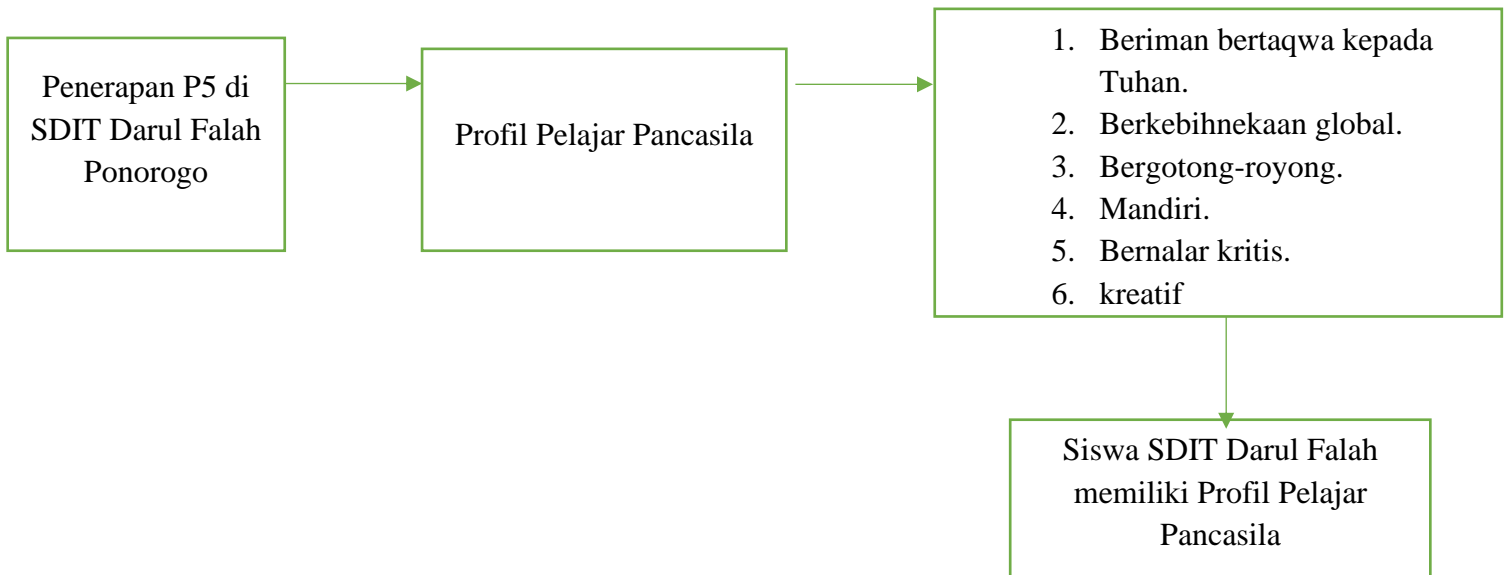 Penerapan P5 di
SDIT Darul Falah
Ponorogo
Profil Pelajar Pancasila
1. Beriman bertaqwa kepada
Tuhan.
2. Berkebihnekaan global.
3. Bergotong-royong.
4. Mandiri.
5. Bernalar kritis.
6. kreatif
Siswa SDIT Darul Falah
memiliki Profil Pelajar
Pancasila